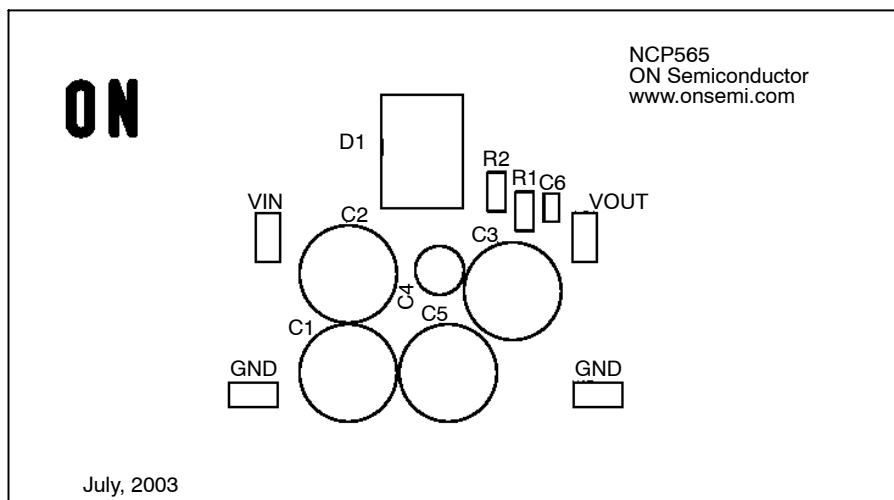 NCP565
ON Semiconductor
www.onsemi.com
ON
D1
R2
R1
C6
VIN
VOUT
C2
C3
C4
C5
C1
GND
GND
July, 2003